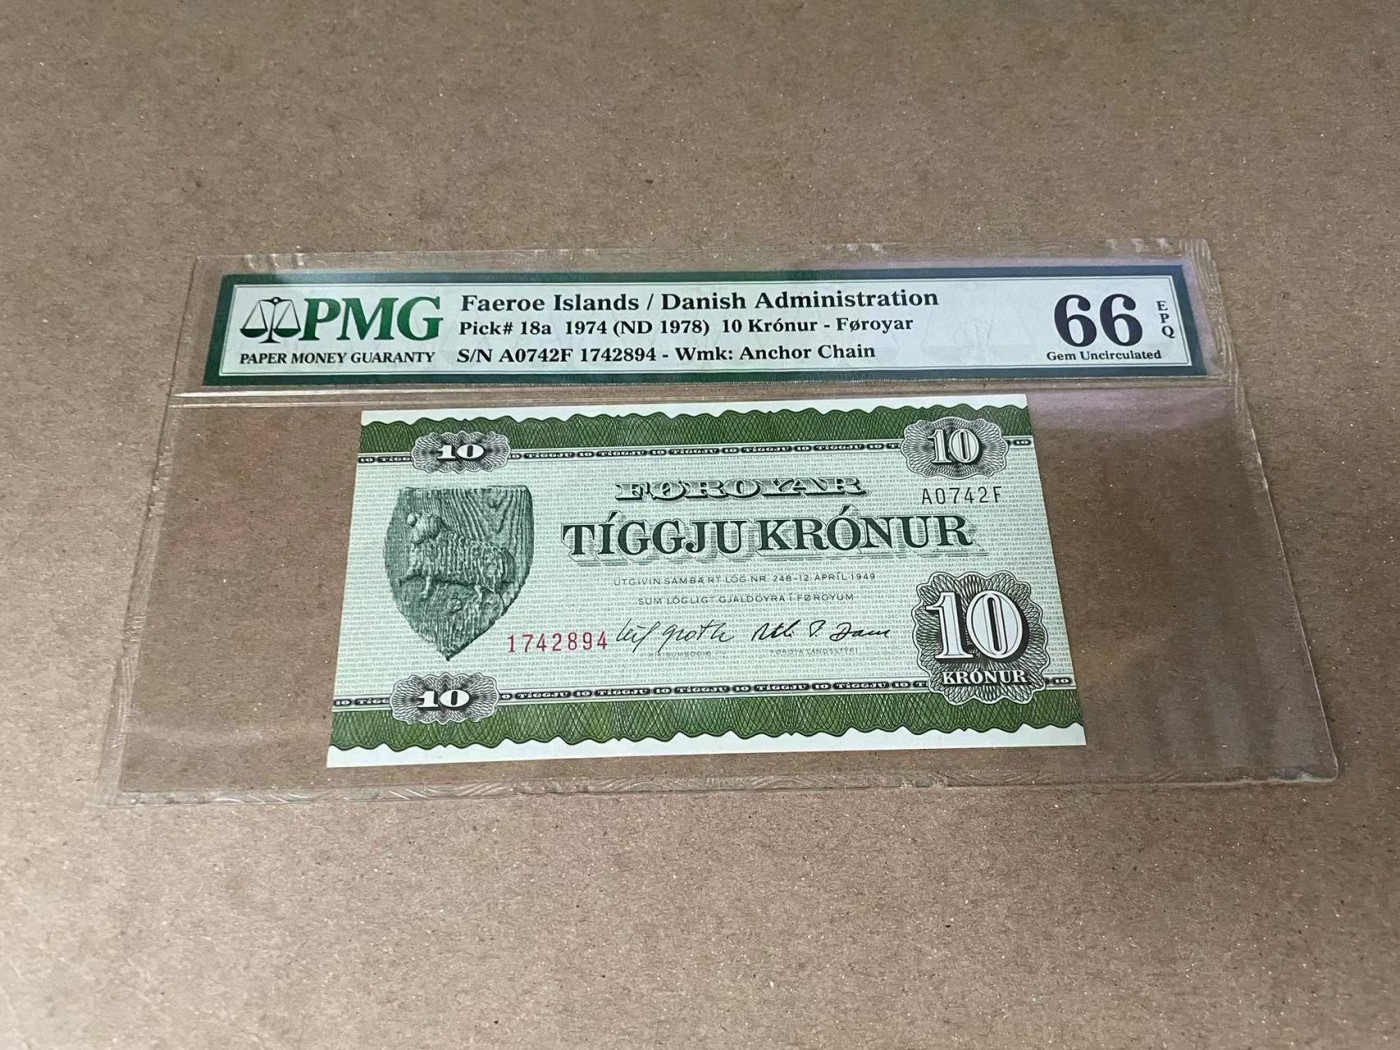 PMG
PAPER MONEY GUARANTY
Faeroe Islands / Danish Administration
Pick# 18a 1974 (ND 1978) 10 Krónur - Føroyar
S/N A0742F 1742894 - Wmk: Anchor Chain
66
EPQ
Gem Uncirculated
10
10
FØROYAR
A0742F
TÍGGJU KRÓNUR
ÚTGIVIN SAMBÆRT LÓG NR. 248-12. APRÍL 1949
SUM LÓGLIGT GJALDOYRA Í FØROYUM
1742894
10
KRÓNUR
10